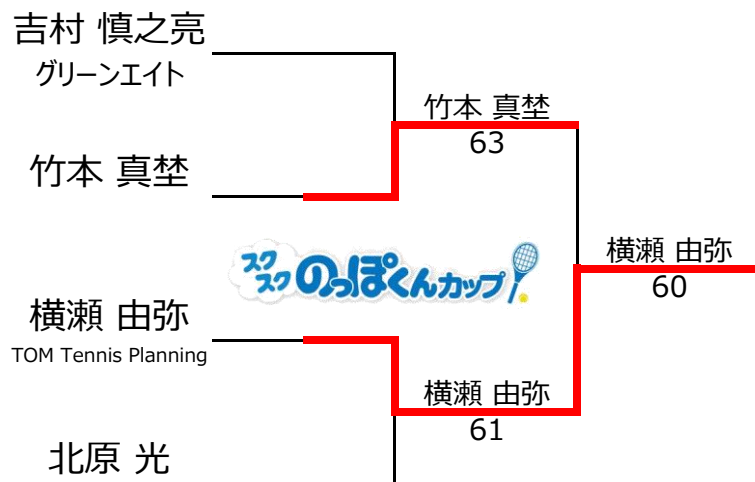 吉村 慎之亮
グリーンエイト
竹本 真埜
63
竹本 真埜
スクスクのっぽくんカップ
横瀬 由弥
60
横瀬 由弥
TOM Tennis Planning
横瀬 由弥
61
北原 光